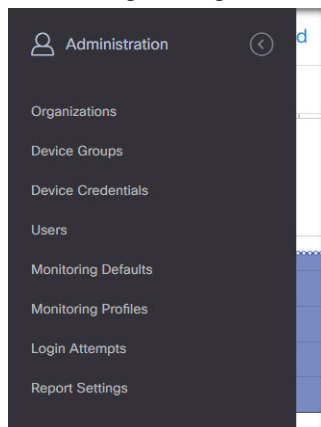 Administration
d
Organizations
Device Groups
Device Credentials
Users
Monitoring Defaults
Monitoring Profiles
Login Attempts
Report Settings